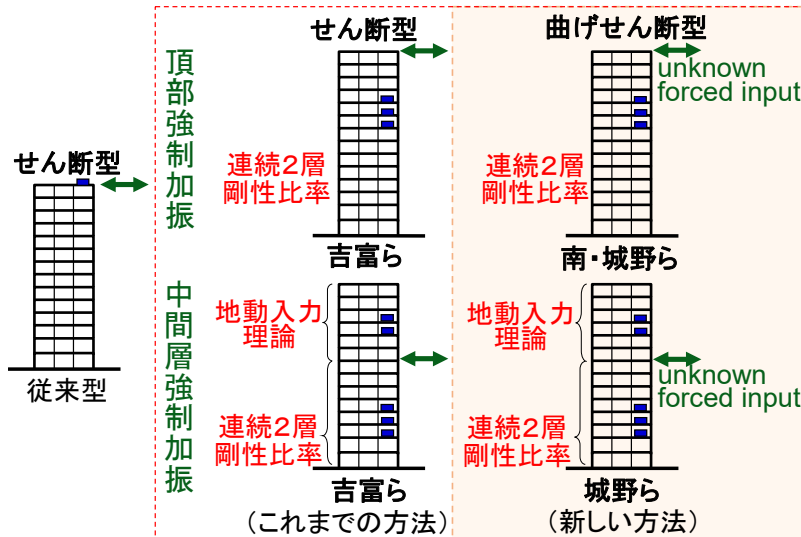 せん断型
従来型
頂部強制加振
せん断型
連続２層
剛性比率
吉富ら
曲げせん断型
unknown
forced input
連続２層
剛性比率
南・城野ら
中間層強制加振
地動入力
理論
連続２層
剛性比率
吉富ら
（これまでの方法）
地動入力
理論
unknown
forced input
連続２層
剛性比率
城野ら
（新しい方法）